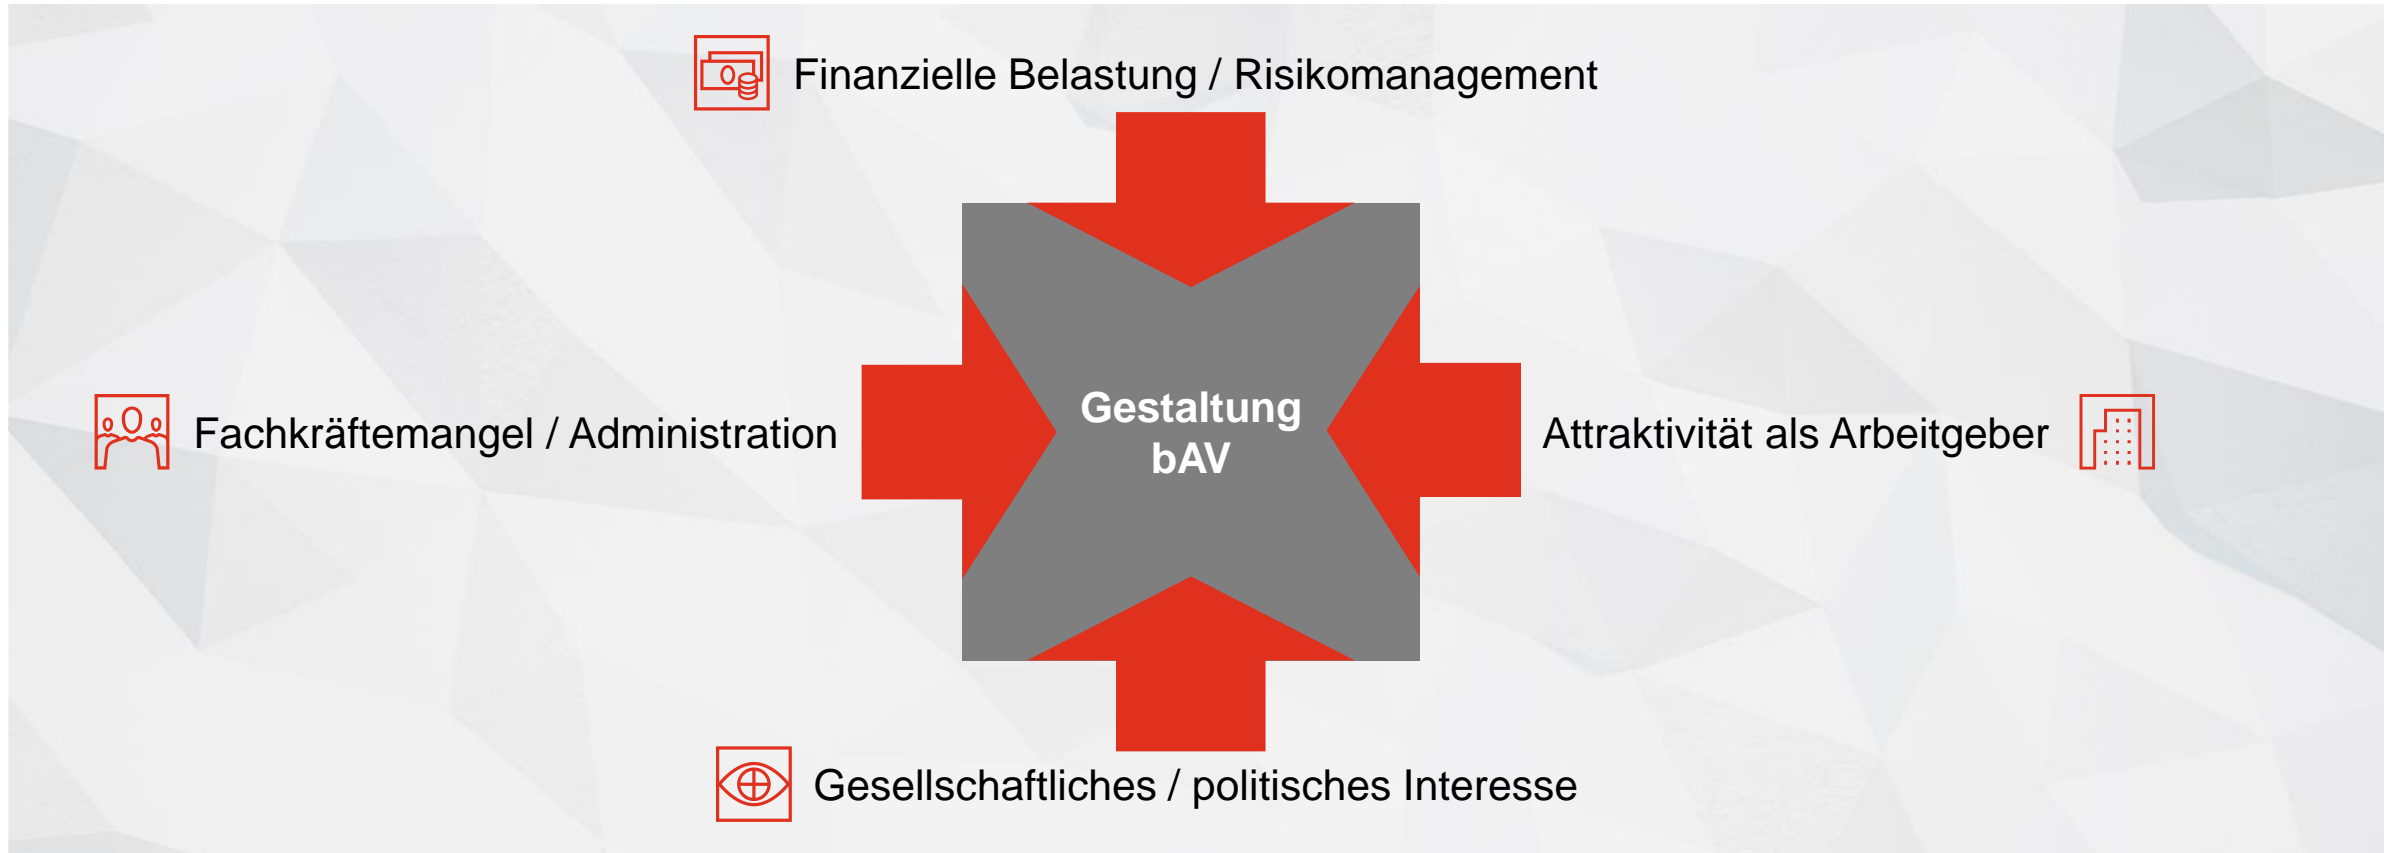 Finanzielle Belastung / Risikomanagement
Fachkräftemangel / Administration
Gestaltung
bAV
Attraktivität als Arbeitgeber
Gesellschaftliches / politisches Interesse